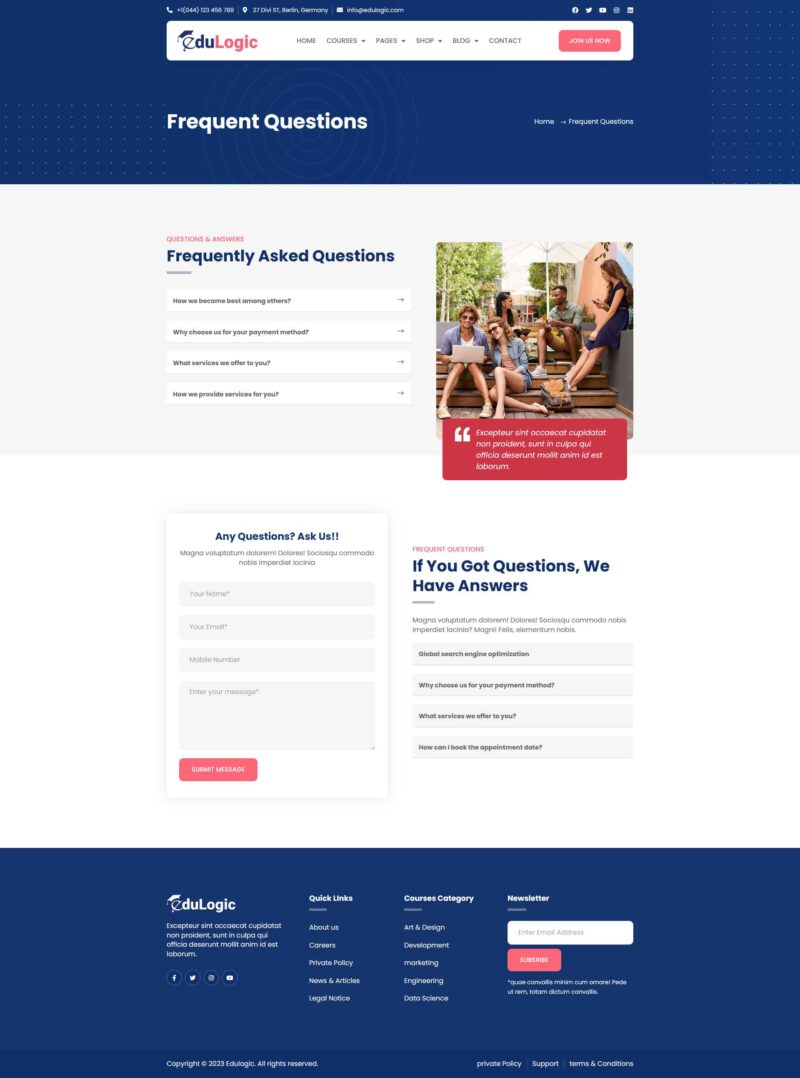 +1(044) 123 456 789
27 Divi ST, Berlin, Germany
info@edulogic.com
eduLogic
HOME COURSES PAGES SHOP BLOG CONTACT
JOIN US NOW
Frequent Questions
Home → Frequent Questions
QUESTIONS & ANSWERS
Frequently Asked Questions
How we became best among others?
Why choose us for your payment method?
What services we offer to you?
How we provide services for you?
Excepteur sint occaecat cupidatat
non proident, sunt in culpa qui
officia deserunt mollit anim id est
laborum.
Any Questions? Ask Us!!
Magna voluptatum dolorem! Dolores! Sociosqu commodo
nobis imperdiet lacinia
Your Name*
Your Email*
Mobile Number
Enter your message*
SUBMIT MESSAGE
FREQUENT QUESTIONS
If You Got Questions, We
Have Answers
Magna voluptatum dolorem! Dolores! Sociosqu commodo nobis
imperdiet lacinia? Magni! Felis, elementum nobis.
Global search engine optimization
Why choose us for your payment method?
What services we offer to you?
How can I book the appointment date?
eduLogic
Excepteur sint occaecat cupidatat
non proident, sunt in culpa qui
officia deserunt mollit anim id est
laborum.
Quick LInks
About us
Careers
Private Policy
News & Articles
Legal Notice
Courses Category
Art & Design
Development
marketing
Engineering
Data Science
Newsletter
Enter Email Address
SUBSRIBE
*quae convallis minim cum ornare! Pede
ut rem, totam dictum convallis.
Copyright © 2023 Edulogic. All rights reserved.
private Policy Support terms & Conditions